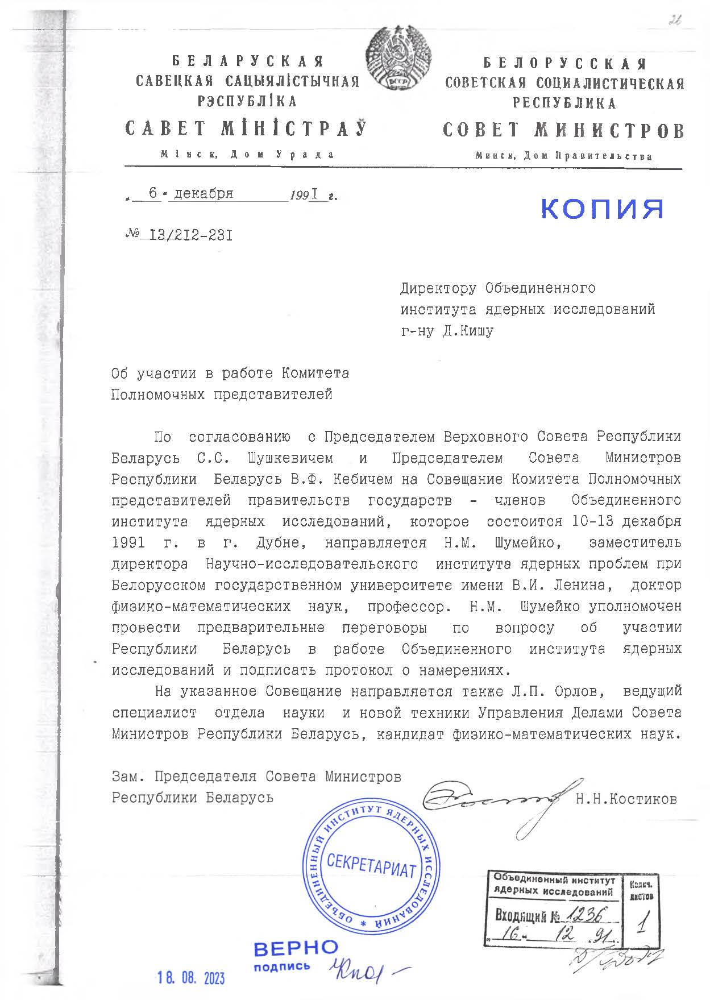 26
БЕЛАРУСКАЯ
САВЕЦКАЯ САЦЫЯЛІСТЫЧНАЯ
РЭСПУБЛІКА
САВЕТ МІНІСТРАЎ
Мінск, Дом Урада
БССР
БЕЛОРУССКАЯ
СОВЕТСКАЯ СОЦИАЛИСТИЧЕСКАЯ
РЕСПУБЛИКА
СОВЕТ МИНИСТРОВ
Минск, Дом Правительства
„ 6 " декабря 1991 г.
КОПИЯ
№ 13/212-231
Директору Объединенного
института ядерных исследований
г-ну Д.Кишу
Об участии в работе Комитета
Полномочных представителей
По согласованию с Председателем Верховного Совета Республики
Беларусь С.С. Шушкевичем и Председателем Совета Министров
Республики Беларусь В.Ф. Кебичем на Совещание Комитета Полномочных
представителей правительств государств - членов Объединенного
института ядерных исследований, которое состоится 10-13 декабря
1991 г. в г. Дубне, направляется Н.М. Шумейко, заместитель
директора Научно-исследовательского института ядерных проблем при
Белорусском государственном университете имени В.И. Ленина, доктор
физико-математических наук, профессор. Н.М. Шумейко уполномочен
провести предварительные переговоры по вопросу об участии
Республики Беларусь в работе Объединенного института ядерных
исследований и подписать протокол о намерениях.
На указанное Совещание направляется также Л.П. Орлов, ведущий
специалист отдела науки и новой техники Управления Делами Совета
Министров Республики Беларусь, кандидат физико-математических наук.
Зам. Председателя Совета Министров
Республики Беларусь
Н.Н.Костиков
ОБЪЕДИНЕННЫЙ ИНСТИТУТ ЯДЕРНЫХ ИССЛЕДОВАНИЙ *
СЕКРЕТАРИАТ
Объединенный институт
ядерных исследований
Входящий № 1236
„ 16 " 12 .91.
Колич.
листов
1
ВЕРНО
подпись
18. 08. 2023